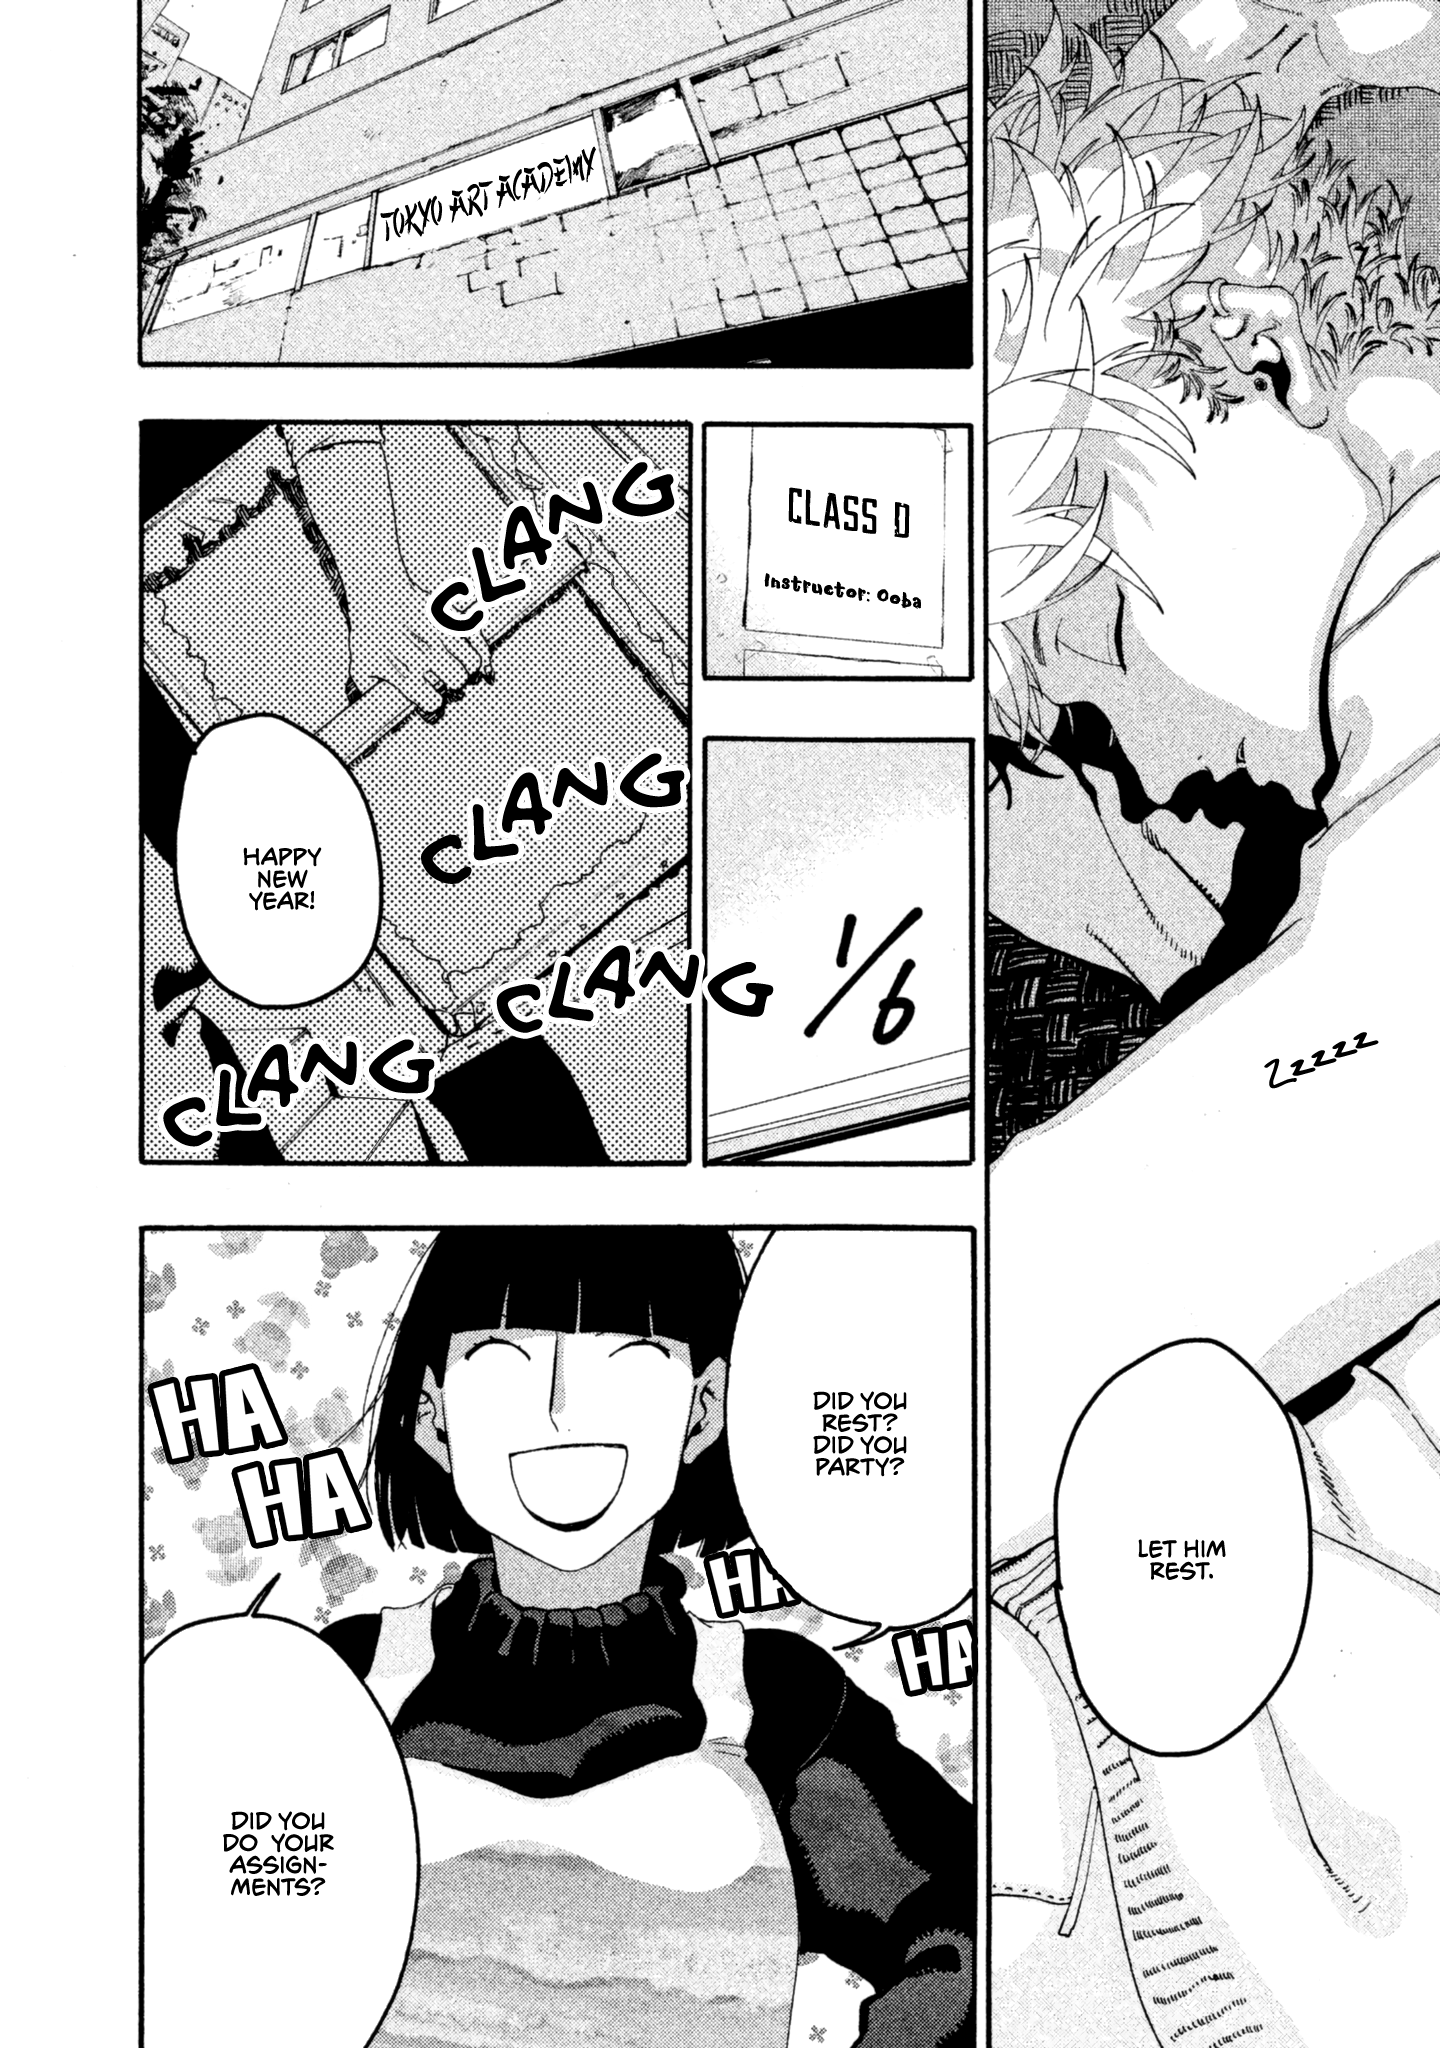 Zzzzz
LET HIM
REST.
TOKYO ART ACADEMY
CLASS D
Instructor: Ooba
1/6
CLANG
CLANG
CLANG
CLANG
HAPPY
NEW
YEAR!
DID YOU
REST?
DID YOU
PARTY?
HA
HA
HA
HA
DID YOU
DO YOUR
ASSIGN-
MENTS?